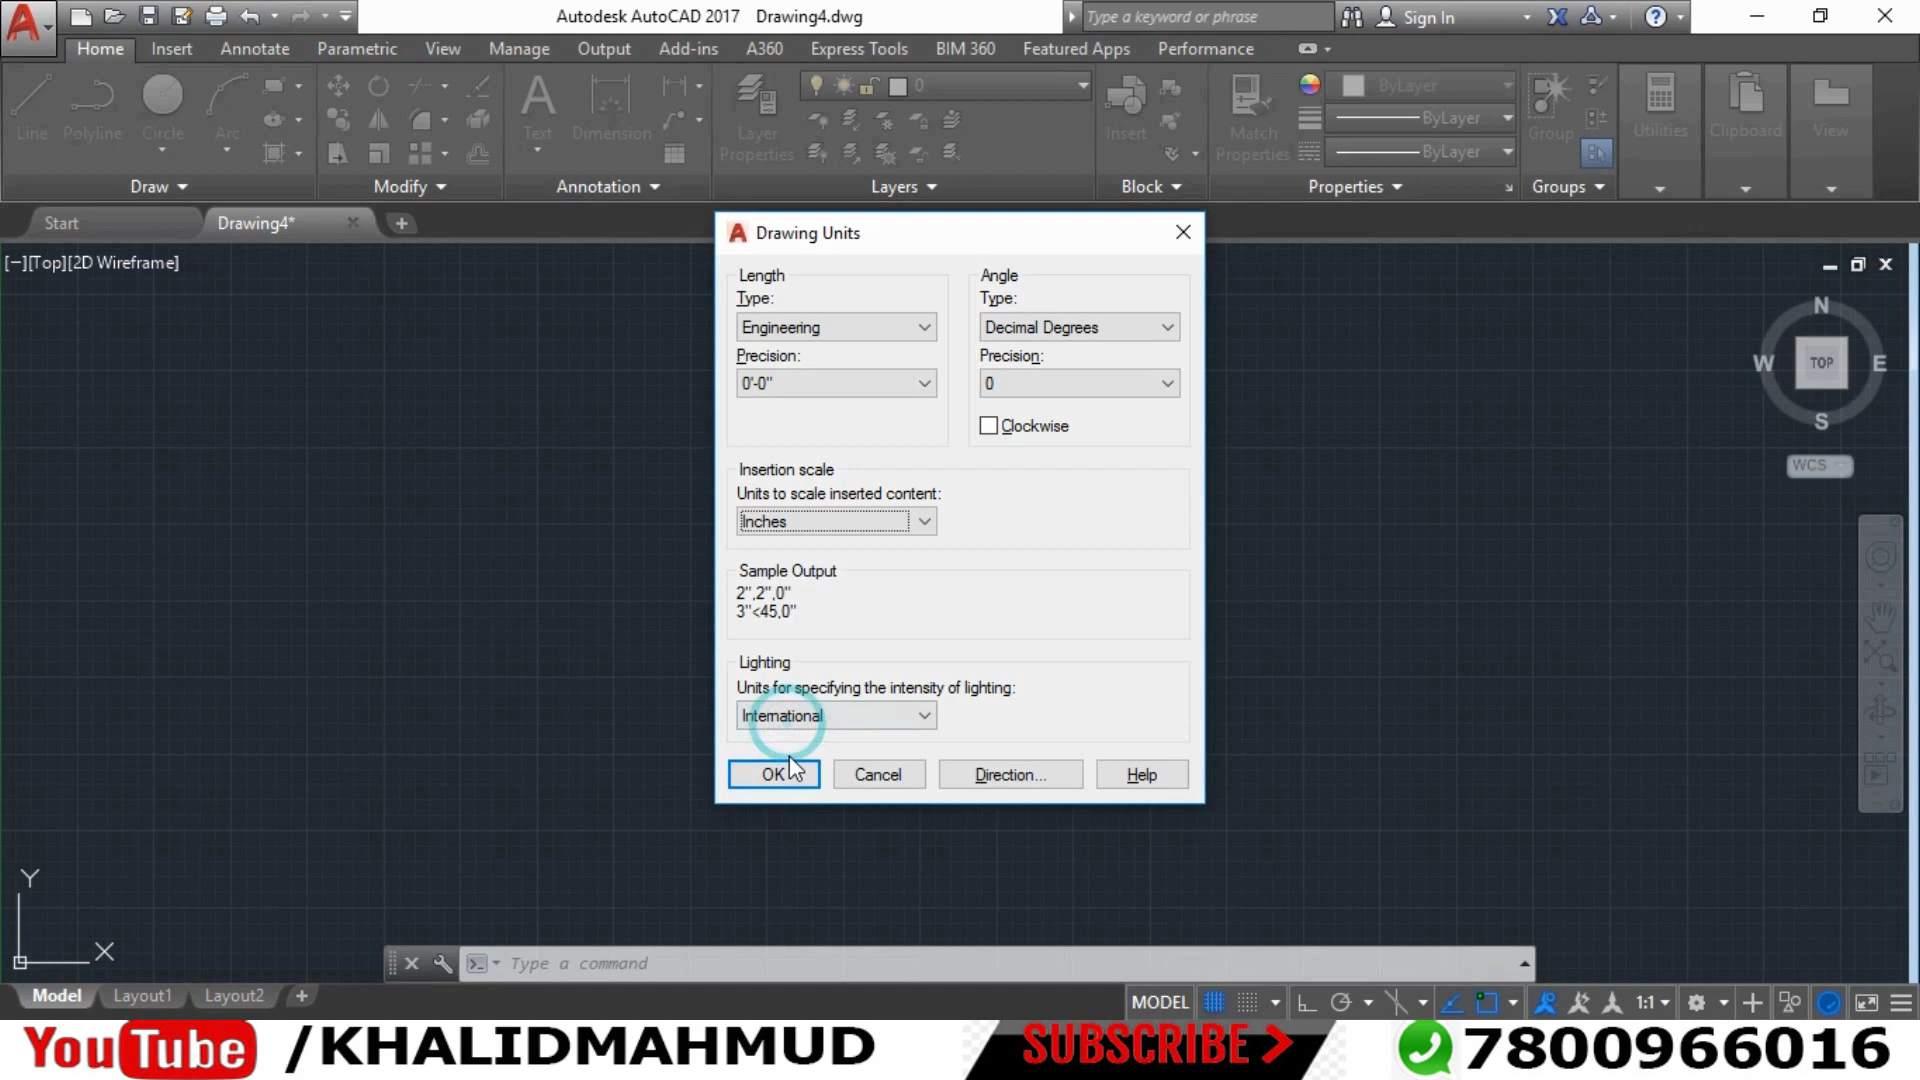 Autodesk AutoCAD 2017 Drawing4.dwg
Type a keyword or phrase
Sign In
Home Insert Annotate Parametric View Manage Output Add-ins A360 Express Tools BIM 360 Featured Apps Performance
Line Polyline Circle Arc
Text Dimension
Layer Properties
0
Insert
Match Properties
ByLayer
ByLayer
ByLayer
Group
Utilities
Clipboard
View
Draw Modify Annotation Layers Block Properties Groups
Start Drawing4*
[−][Top][2D Wireframe]
Drawing Units
Length
Type:
Engineering
Precision:
0'-0"
Angle
Type:
Decimal Degrees
Precision:
0
Clockwise
Insertion scale
Units to scale inserted content:
Inches
Sample Output
2",2",0"
3"<45,0"
Lighting
Units for specifying the intensity of lighting:
International
OK Cancel Direction... Help
N
W TOP E
S
WCS
Y
X
Type a command
Model Layout1 Layout2
MODEL 1:1
YouTube /KHALIDMAHMUD SUBSCRIBE > 7800966016